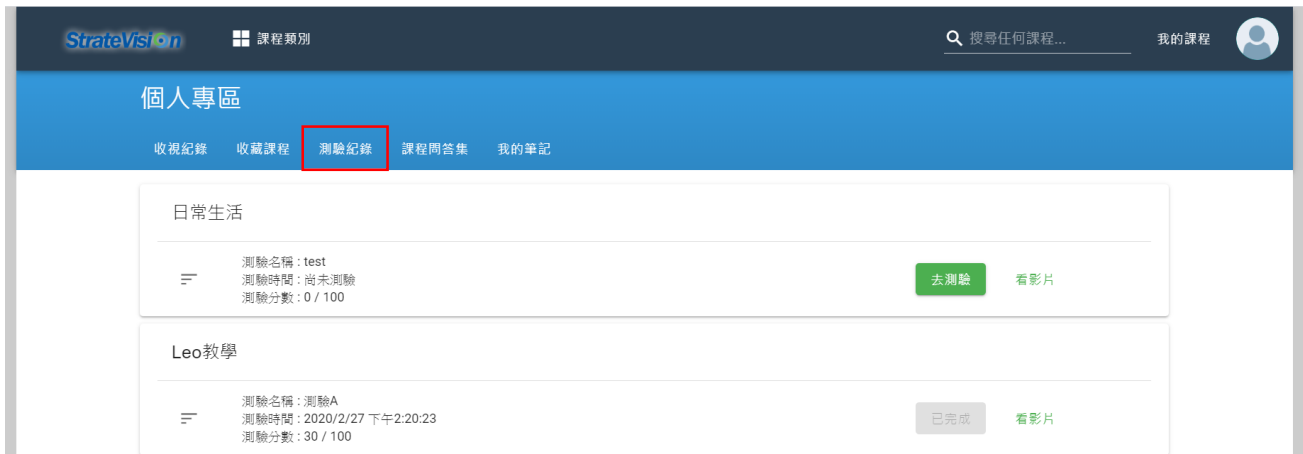 StrateVision 課程類別 搜尋任何課程... 我的課程
個人專區
收視紀錄 收藏課程 測驗紀錄 課程問答集 我的筆記
日常生活
測驗名稱 : test
測驗時間 : 尚未測驗
測驗分數 : 0 / 100
去測驗 看影片
Leo教學
測驗名稱 : 測驗A
測驗時間 : 2020/2/27 下午2:20:23
測驗分數 : 30 / 100
已完成 看影片